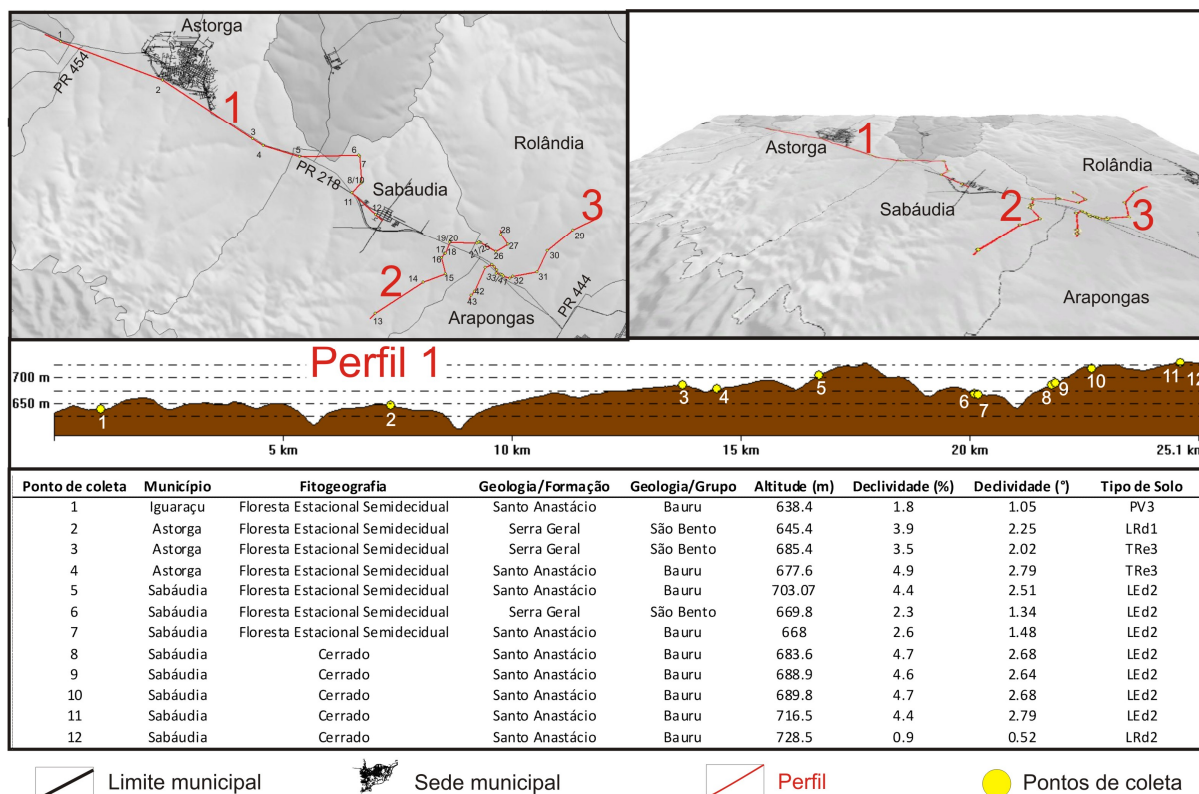 Astorga
1
PR 454
2
1
3
4
5
6
7
PR 218
8/10
11
12
Sabáudia
Rolândia
3
28
29
19/20
21/25
27
26
30
17
18
16
14
15
2
31
32
33/41
42
43
13
Arapongas
PR 444
Astorga
1
Rolândia
Sabáudia
2
3
Arapongas
Perfil 1
700 m
650 m
1
2
3
4
5
6
7
8
9
10
11
12
5 km
10 km
15 km
20 km
25.1 km
Ponto de coleta Município Fitogeografia Geologia/Formação Geologia/Grupo Altitude (m) Declividade (%) Declividade (°) Tipo de Solo
1 Iguaraçu Floresta Estacional Semidecidual Santo Anastácio Bauru 638.4 1.8 1.05 PV3
2 Astorga Floresta Estacional Semidecidual Serra Geral São Bento 645.4 3.9 2.25 LRd1
3 Astorga Floresta Estacional Semidecidual Serra Geral São Bento 685.4 3.5 2.02 TRe3
4 Astorga Floresta Estacional Semidecidual Santo Anastácio Bauru 677.6 4.9 2.79 TRe3
5 Sabáudia Floresta Estacional Semidecidual Santo Anastácio Bauru 703.07 4.4 2.51 LEd2
6 Sabáudia Floresta Estacional Semidecidual Serra Geral São Bento 669.8 2.3 1.34 LEd2
7 Sabáudia Floresta Estacional Semidecidual Santo Anastácio Bauru 668 2.6 1.48 LEd2
8 Sabáudia Cerrado Santo Anastácio Bauru 683.6 4.7 2.68 LEd2
9 Sabáudia Cerrado Santo Anastácio Bauru 688.9 4.6 2.64 LEd2
10 Sabáudia Cerrado Santo Anastácio Bauru 689.8 4.7 2.68 LEd2
11 Sabáudia Cerrado Santo Anastácio Bauru 716.5 4.4 2.79 LEd2
12 Sabáudia Cerrado Santo Anastácio Bauru 728.5 0.9 0.52 LRd2
Limite municipal Sede municipal Perfil Pontos de coleta